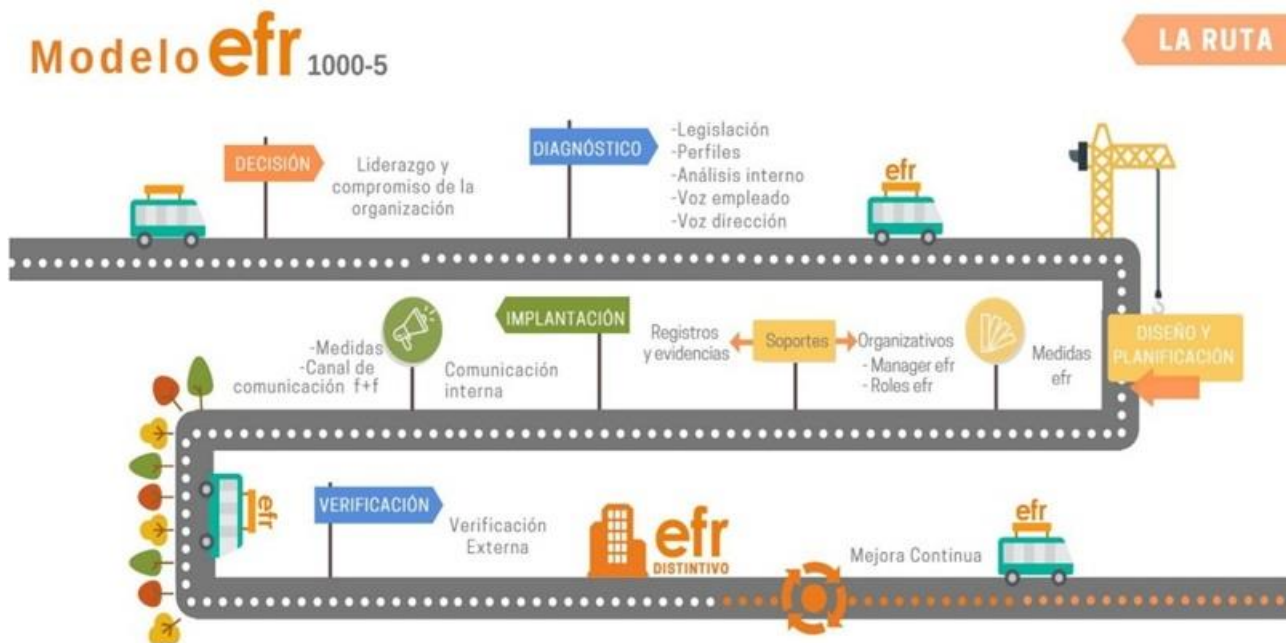 Modelo efr 1000-5
LA RUTA
DECISIÓN
Liderazgo y
compromiso de la
organización
DIAGNÓSTICO
-Legislación
-Perfiles
-Análisis interno
-Voz empleado
-Voz dirección
efr
DISEÑO Y
PLANIFICACIÓN
Medidas
efr
Organizativos
- Manager efr
- Roles efr
Soportes
Registros
y evidencias
IMPLANTACIÓN
Comunicación
interna
-Medidas
-Canal de
comunicación f+f
efr
VERIFICACIÓN
Verificación
Externa
efr
DISTINTIVO
Mejora Continua
efr